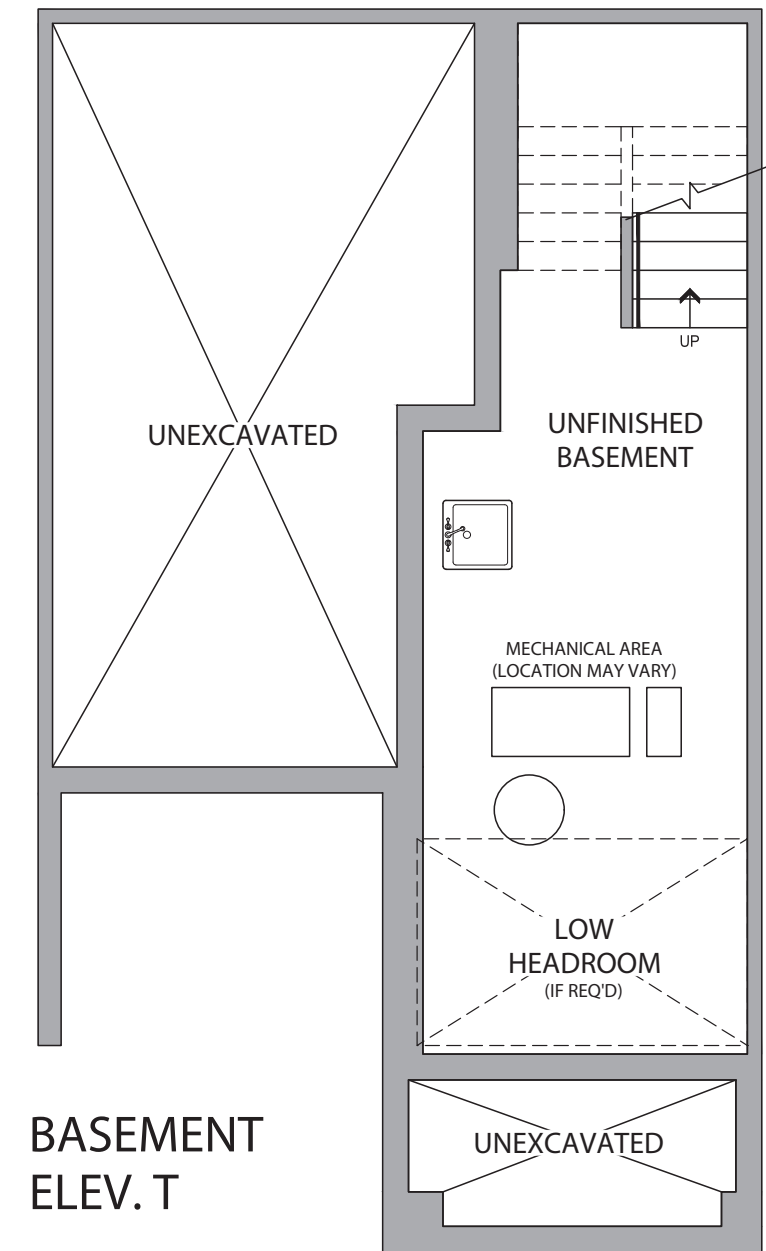 UP
UNEXCAVATED
UNFINISHED
BASEMENT
MECHANICAL AREA
(LOCATION MAY VARY)
LOW
HEADROOM
(IF REQ'D)
UNEXCAVATED
BASEMENT
ELEV. T